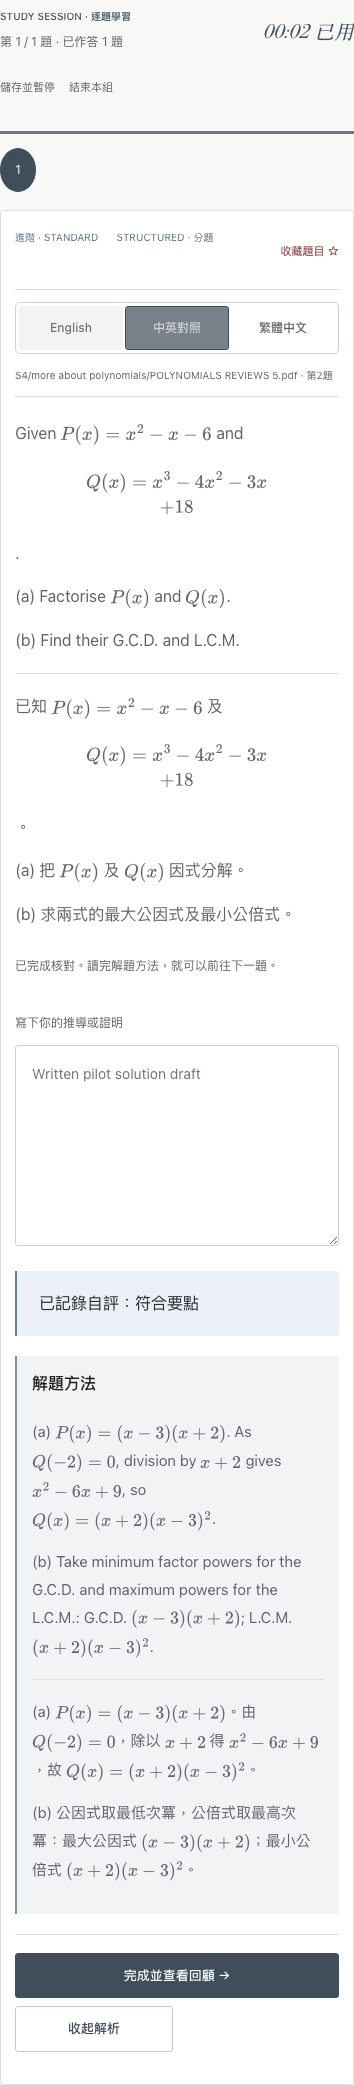 STUDY SESSION · 逐題學習
第 1 / 1 題 · 已作答 1 題
00:02 已用
儲存並暫停 結束本組
1
進階 · STANDARD STRUCTURED · 分題
收藏題目 ☆
English 中英對照 繁體中文
S4/more about polynomials/POLYNOMIALS REVIEWS 5.pdf · 第2題
Given P(x) = x² − x − 6 and
Q(x) = x³ − 4x² − 3x
+18
.
(a) Factorise P(x) and Q(x).
(b) Find their G.C.D. and L.C.M.
已知 P(x) = x² − x − 6 及
Q(x) = x³ − 4x² − 3x
+18
。
(a) 把 P(x) 及 Q(x) 因式分解。
(b) 求兩式的最大公因式及最小公倍式。
已完成核對。讀完解題方法，就可以前往下一題。
寫下你的推導或證明
Written pilot solution draft
已記錄自評：符合要點
解題方法
(a) P(x) = (x − 3)(x + 2). As
Q(−2) = 0, division by x + 2 gives
x² − 6x + 9, so
Q(x) = (x + 2)(x − 3)².
(b) Take minimum factor powers for the
G.C.D. and maximum powers for the
L.C.M.: G.C.D. (x − 3)(x + 2); L.C.M.
(x + 2)(x − 3)².
(a) P(x) = (x − 3)(x + 2)。由
Q(−2) = 0，除以 x + 2 得 x² − 6x + 9
，故 Q(x) = (x + 2)(x − 3)²。
(b) 公因式取最低次冪，公倍式取最高次
冪：最大公因式 (x − 3)(x + 2)；最小公
倍式 (x + 2)(x − 3)²。
完成並查看回顧 →
收起解析